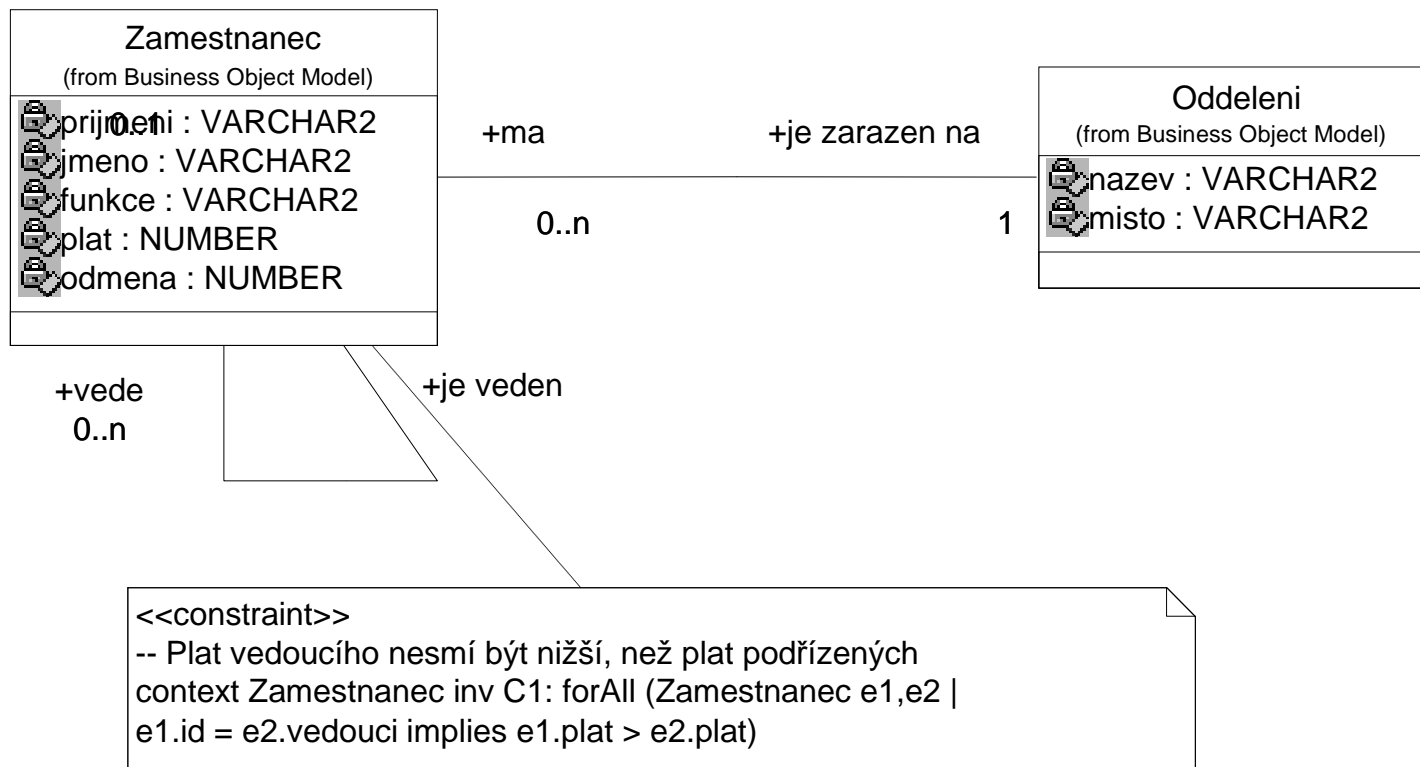 Zamestnanec
(from Business Object Model)
prijmeni : VARCHAR2
0..1
jmeno : VARCHAR2
funkce : VARCHAR2
plat : NUMBER
odmena : NUMBER
+ma
+je zarazen na
0..n
1
Oddeleni
(from Business Object Model)
nazev : VARCHAR2
misto : VARCHAR2
+vede
0..n
+je veden
<<constraint>>
-- Plat vedoucího nesmí být nižší, než plat podřízených
context Zamestnanec inv C1: forAll (Zamestnanec e1,e2 |
e1.id = e2.vedouci implies e1.plat > e2.plat)